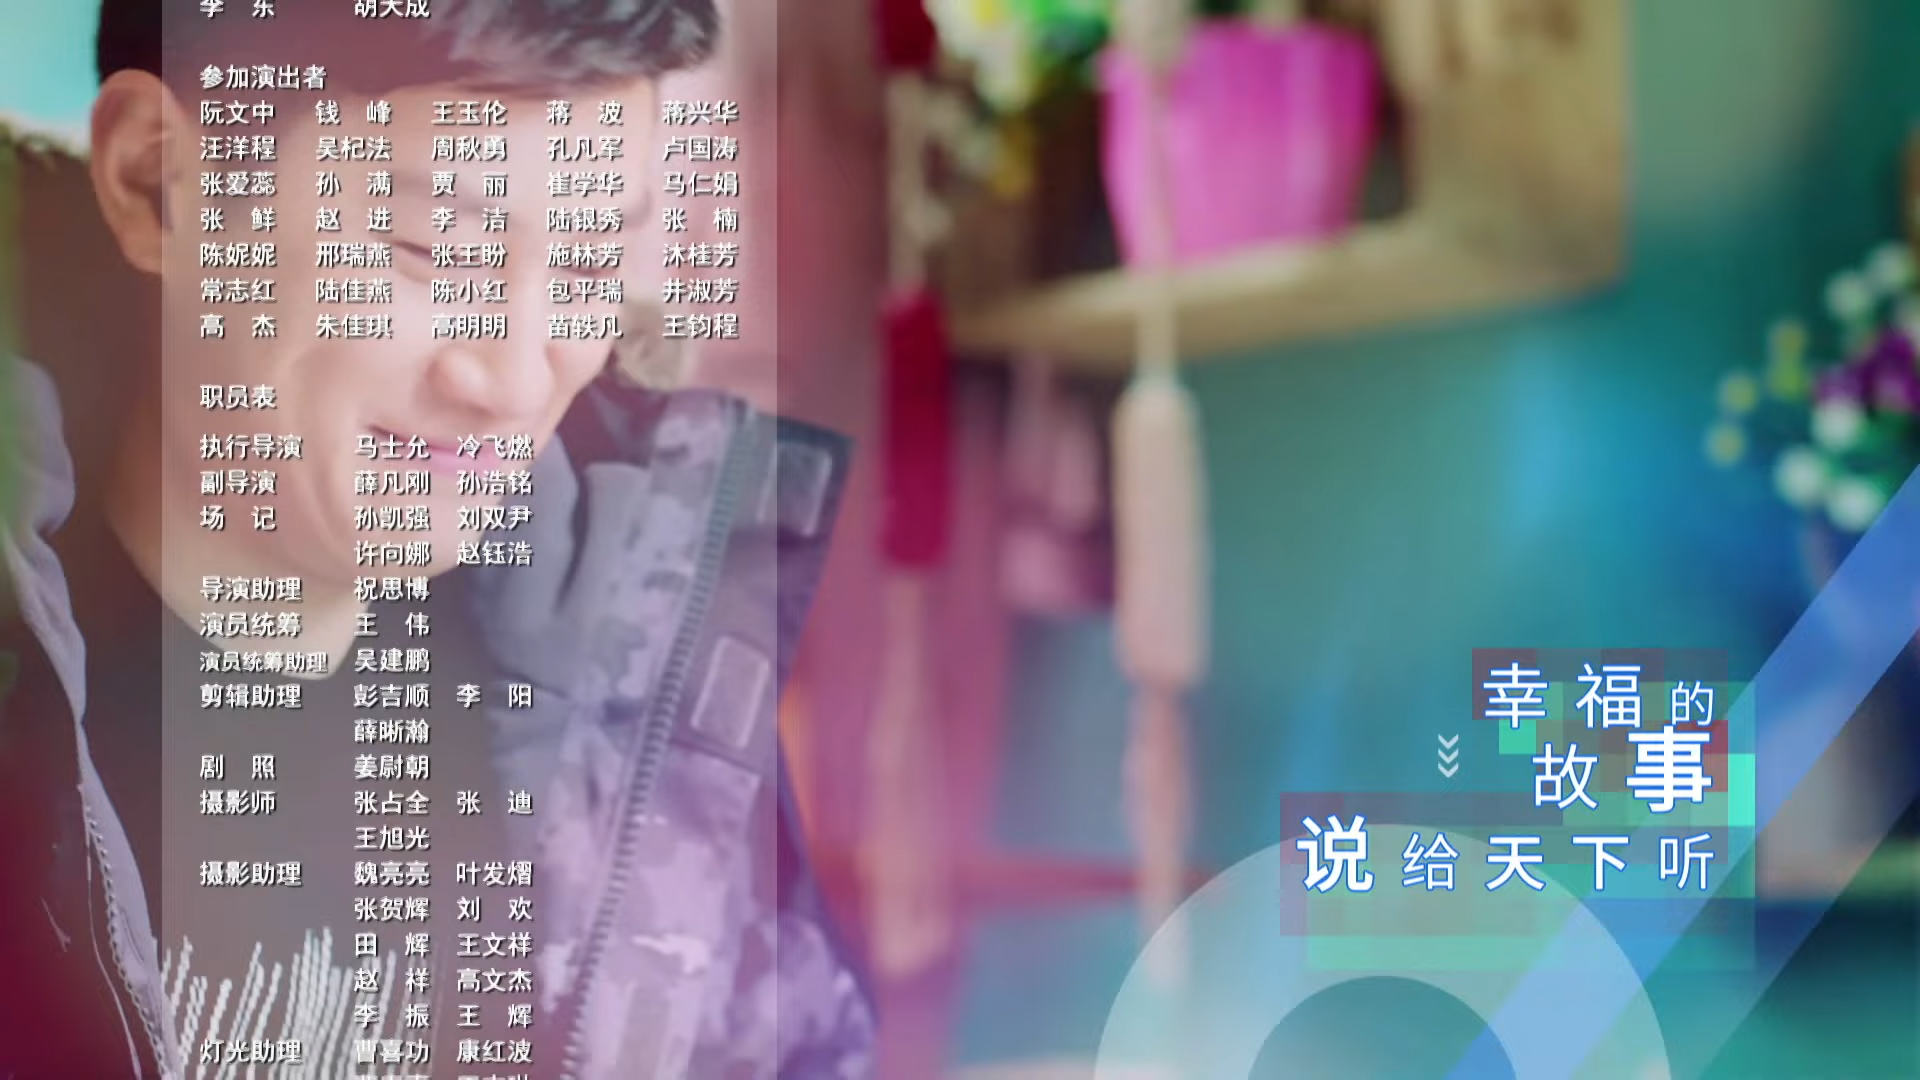 李　东　胡天成
参加演出者
阮文中　钱　峰　王玉伦　蒋　波　蒋兴华
汪洋程　吴杞法　周秋勇　孔凡军　卢国涛
张爱蕊　孙　满　贾　丽　崔学华　马仁娟
张　鲜　赵　进　李　洁　陆银秀　张　楠
陈妮妮　邢瑞燕　张王盼　施林芳　沐桂芳
常志红　陆佳燕　陈小红　包平瑞　井淑芳
高　杰　朱佳琪　高明明　苗轶凡　王钧程
职员表
执行导演　马士允　冷飞燃
副导演　薛凡刚　孙浩铭
场　记　孙凯强　刘双尹
许向娜　赵钰浩
导演助理　祝思博
演员统筹　王　伟
演员统筹助理　吴建鹏
剪辑助理　彭吉顺　李　阳
薛晰瀚
剧　照　姜尉朝
摄影师　张占全　张　迪
王旭光
摄影助理　魏亮亮　叶发熠
张贺辉　刘　欢
田　辉　王文祥
赵　祥　高文杰
李　振　王　辉
灯光助理　曹喜功　康红波
幸福的
故事
说给天下听